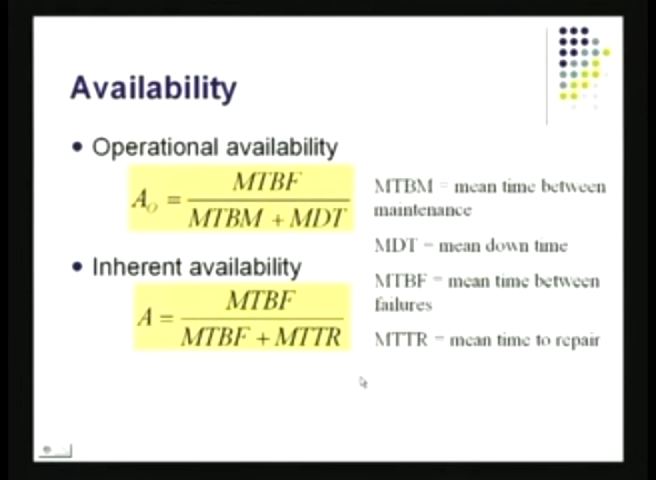 Availability
• Operational availability
A_O = MTBF / (MTBM + MDT)
• Inherent availability
A = MTBF / (MTBF + MTTR)
MTBM = mean time between
maintenance
MDT = mean down time
MTBF = mean time between
failures
MTTR = mean time to repair